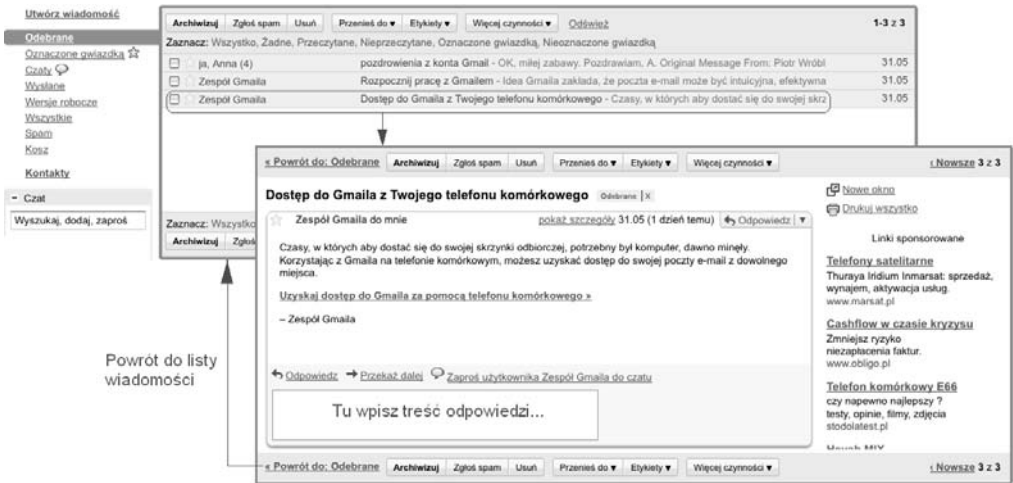 Utwórz wiadomość
Odebrane
Oznaczone gwiazdką
Czaty
Wysłane
Wersje robocze
Wszystkie
Spam
Kosz
Kontakty
− Czat
Wyszukaj, dodaj, zaproś
Archiwizuj Zgłoś spam Usuń Przenieś do ▾ Etykiety ▾ Więcej czynności ▾ Odśwież 1-3 z 3
Zaznacz: Wszystko, Żadne, Przeczytane, Nieprzeczytane, Oznaczone gwiazdką, Nieoznaczone gwiazdką
ja, Anna (4) pozdrowienia z konta Gmail - OK, miłej zabawy. Pozdrawiam, A. Original Message From: Piotr Wróbl 31.05
Zespół Gmaila Rozpocznij pracę z Gmailem - Idea Gmaila zakłada, że poczta e-mail może być intuicyjna, efektywna 31.05
Zespół Gmaila Dostęp do Gmaila z Twojego telefonu komórkowego - Czasy, w których aby dostać się do swojej skrz 31.05
Zaznacz: Wszystko
Archiwizuj Zgłoś
« Powrót do: Odebrane Archiwizuj Zgłoś spam Usuń Przenieś do ▾ Etykiety ▾ Więcej czynności ▾ ‹ Nowsze 3 z 3
Dostęp do Gmaila z Twojego telefonu komórkowego Odebrane | X
Zespół Gmaila do mnie pokaż szczegóły 31.05 (1 dzień temu) Odpowiedz ▾
Czasy, w których aby dostać się do swojej skrzynki odbiorczej, potrzebny był komputer, dawno minęły.
Korzystając z Gmaila na telefonie komórkowym, możesz uzyskać dostęp do swojej poczty e-mail z dowolnego
miejsca.
Uzyskaj dostęp do Gmaila za pomocą telefonu komórkowego »
– Zespół Gmaila
Odpowiedz Przekaż dalej Zaproś użytkownika Zespół Gmaila do czatu
Tu wpisz treść odpowiedzi...
Nowe okno
Drukuj wszystko
Linki sponsorowane
Telefony satelitarne
Thuraya Iridium Inmarsat: sprzedaż,
wynajem, aktywacja usług.
www.marsat.pl
Cashflow w czasie kryzysu
Zmniejsz ryzyko
niezapłacenia faktur.
www.obligo.pl
Telefon komórkowy E66
czy napewno najlepszy ?
testy, opinie, filmy, zdjęcia
stodolatest.pl
« Powrót do: Odebrane Archiwizuj Zgłoś spam Usuń Przenieś do ▾ Etykiety ▾ Więcej czynności ▾ ‹ Nowsze 3 z 3
Powrót do listy
wiadomości